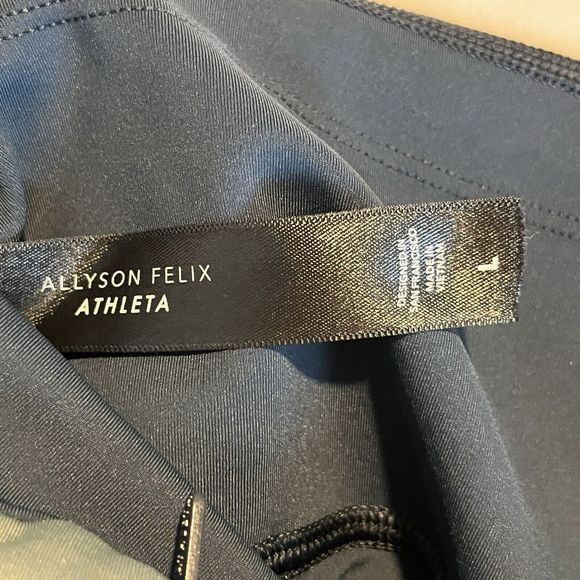 ALLYSON FELIX
ATHLETA
DESIGNED IN
SAN FRANCISCO
MADE IN
VIETNAM
L